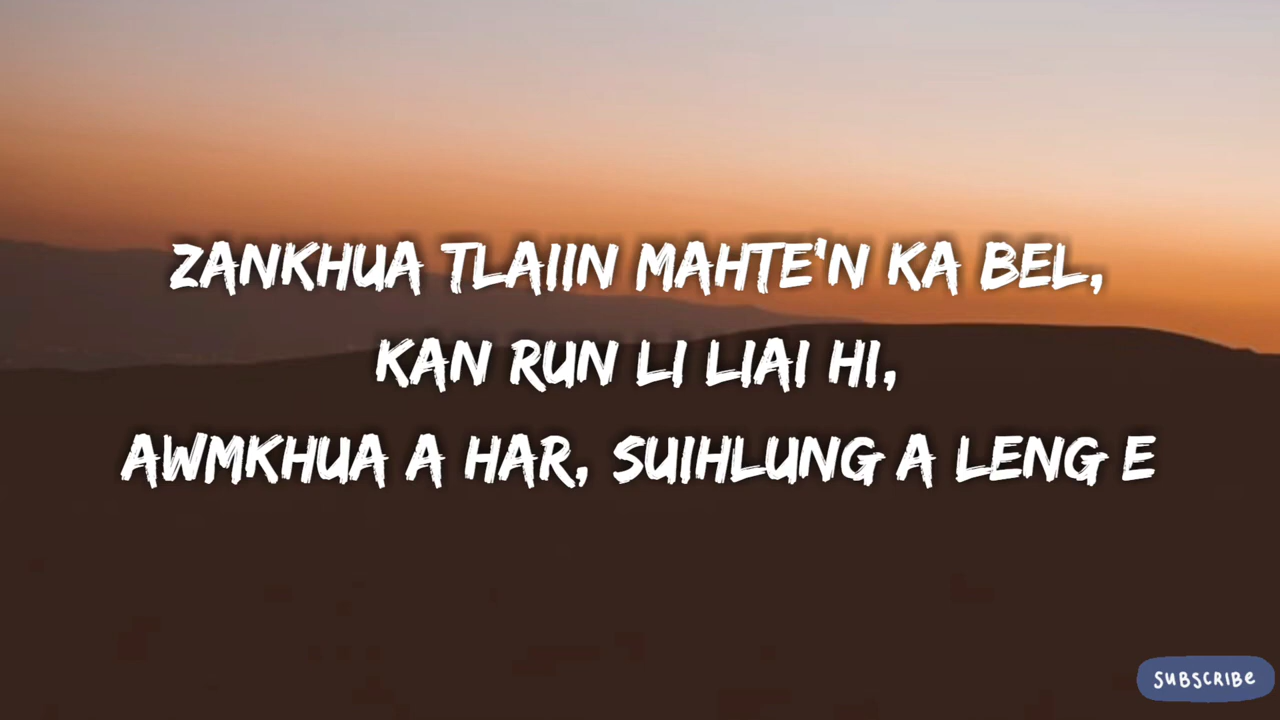 ZANKHUA TLAIIN MAHTE'N KA BEL,
KAN RUN LI LIAI HI,
AWMKHUA A HAR, SUIHLUNG A LENG E
SUBSCRIBE